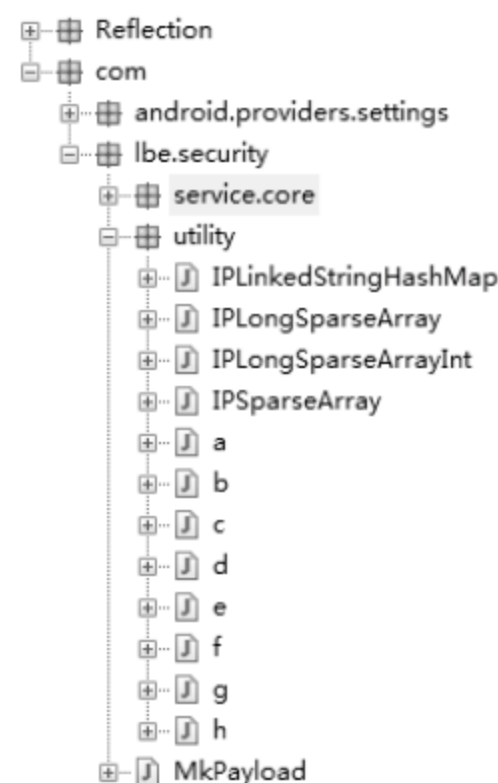 Reflection
com
android.providers.settings
lbe.security
service.core
utility
IPLinkedStringHashMap
IPLongSparseArray
IPLongSparseArrayInt
IPSparseArray
a
b
c
d
e
f
g
h
MkPayload